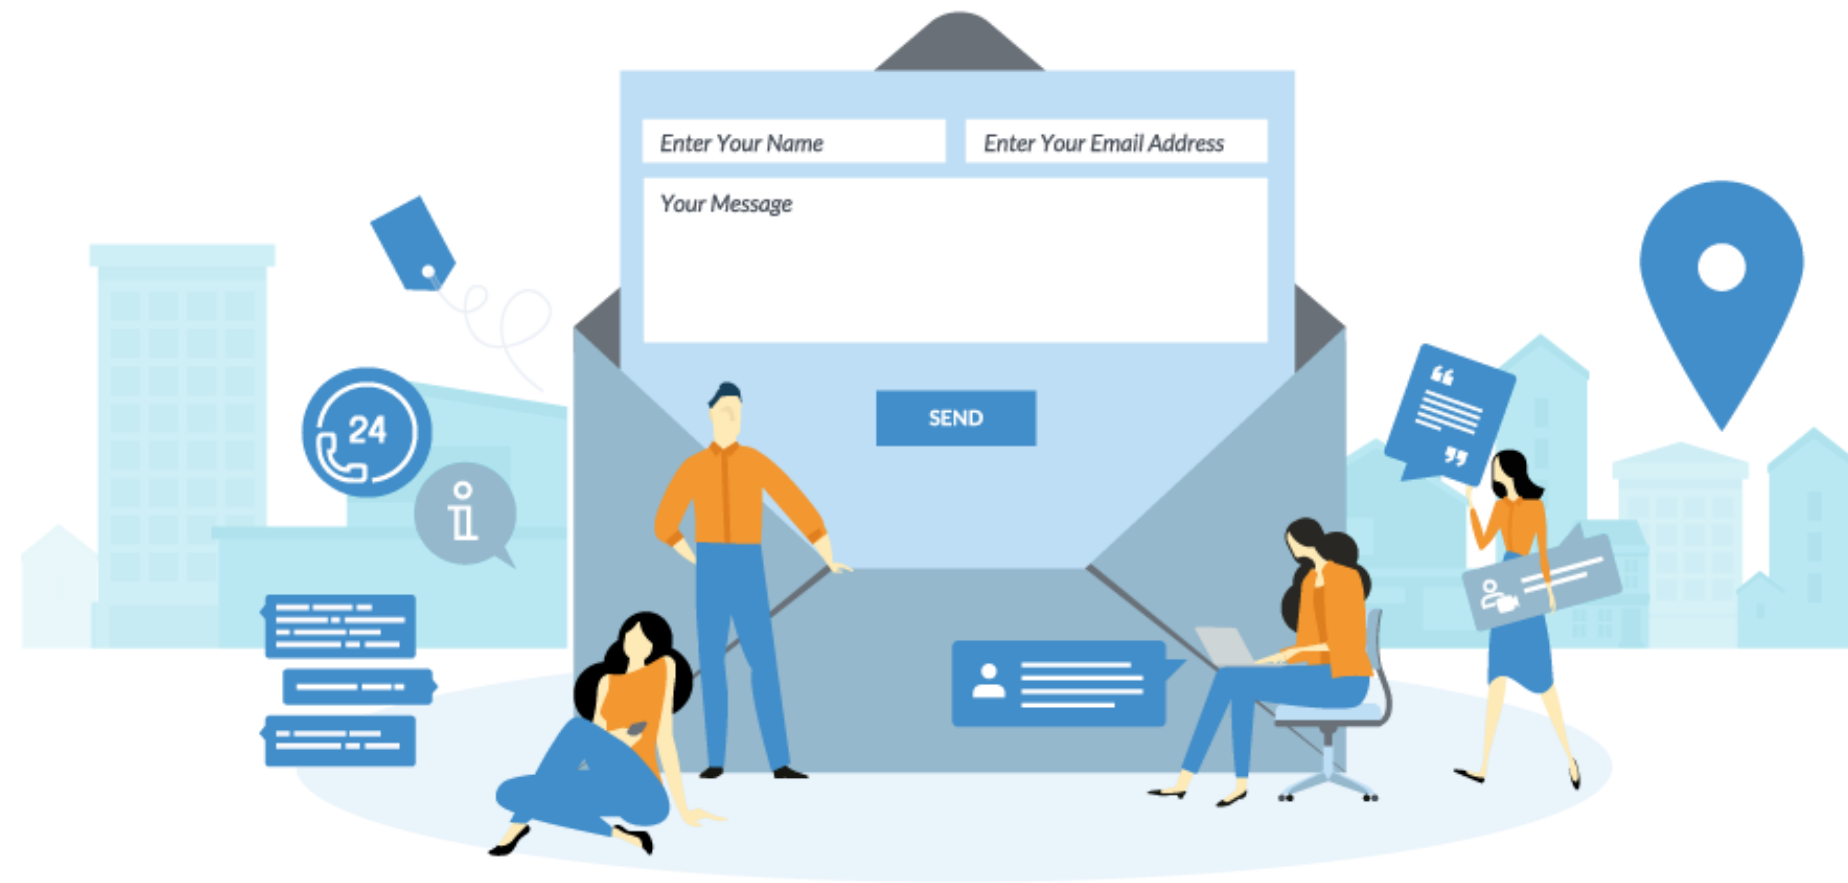 Enter Your Name
Enter Your Email Address
Your Message
SEND
24
i
“
”